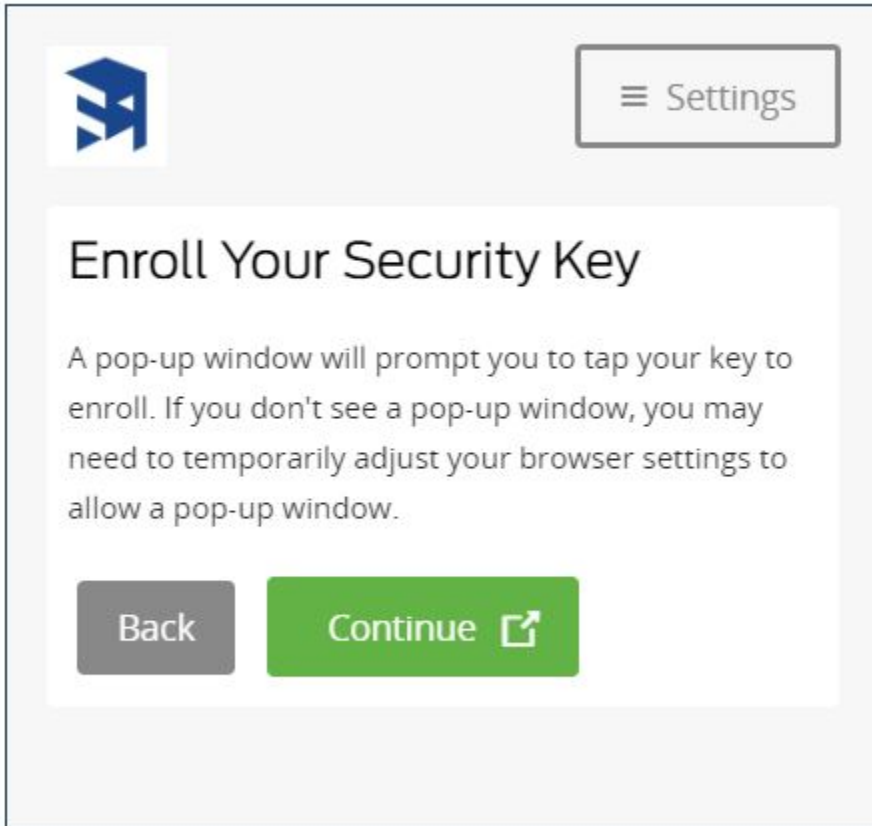 Settings
Enroll Your Security Key
A pop-up window will prompt you to tap your key to
enroll. If you don't see a pop-up window, you may
need to temporarily adjust your browser settings to
allow a pop-up window.
Back
Continue